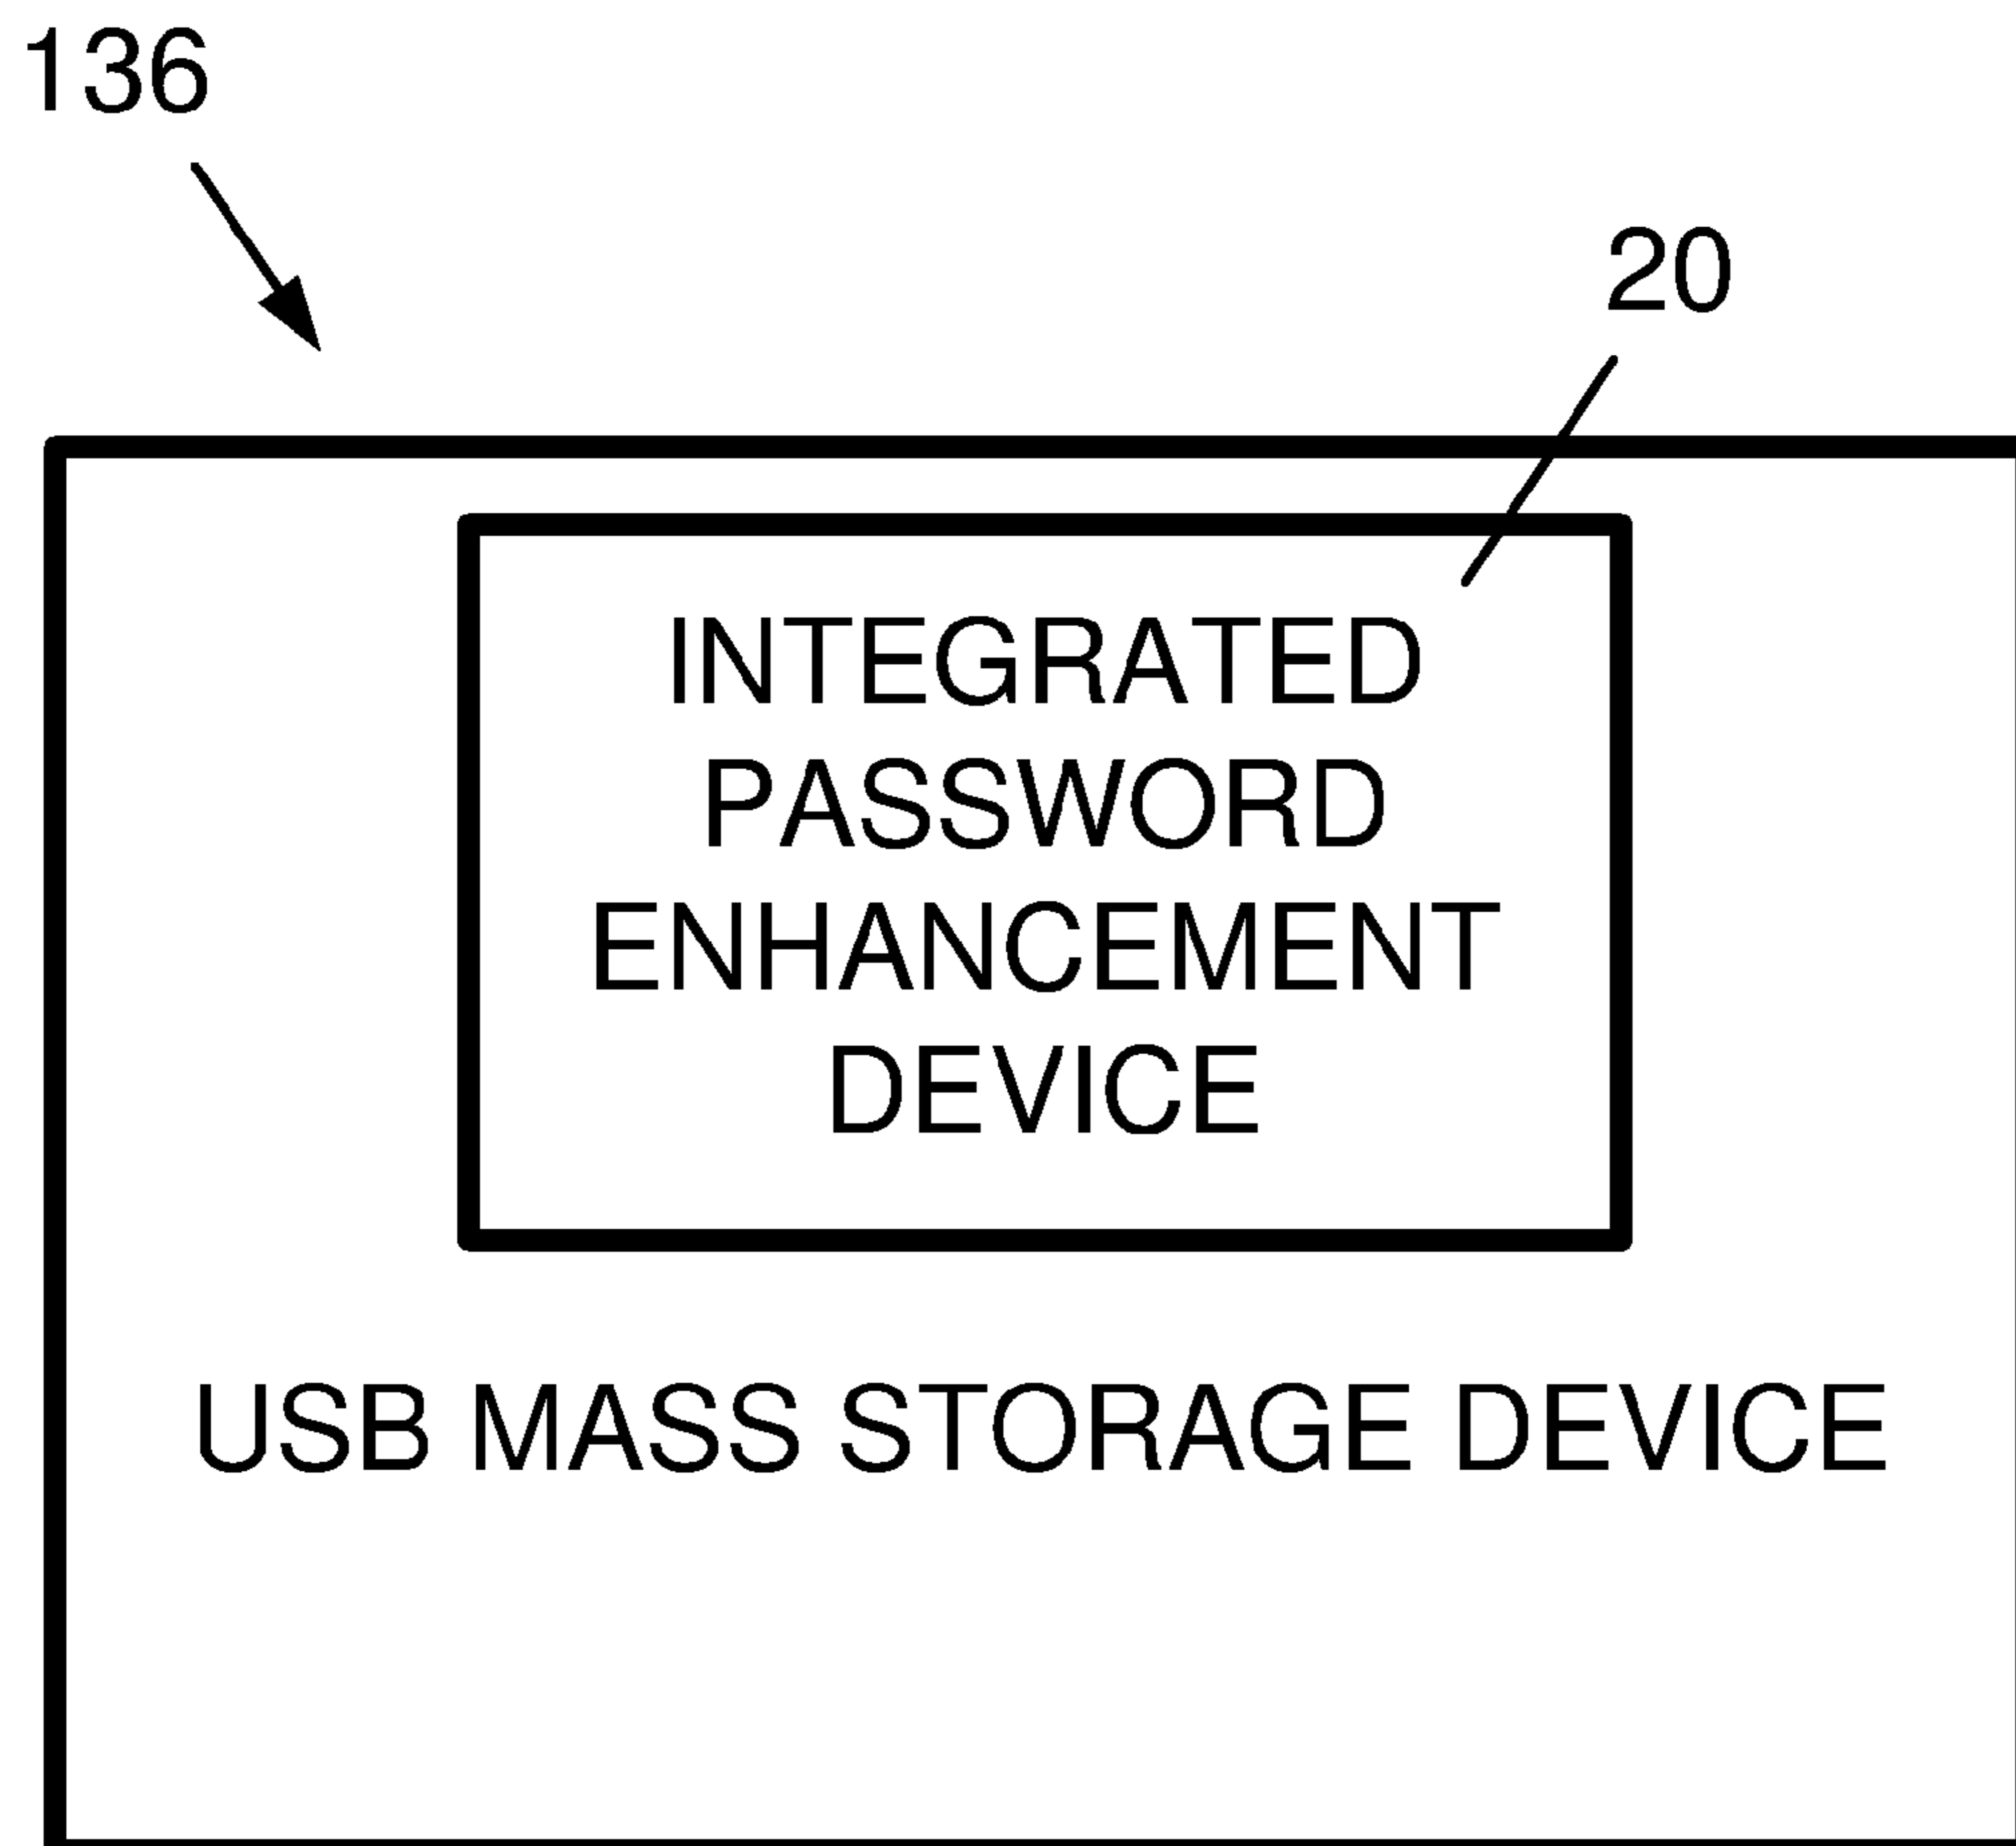 136
20
INTEGRATED
PASSWORD
ENHANCEMENT
DEVICE
USB MASS STORAGE DEVICE